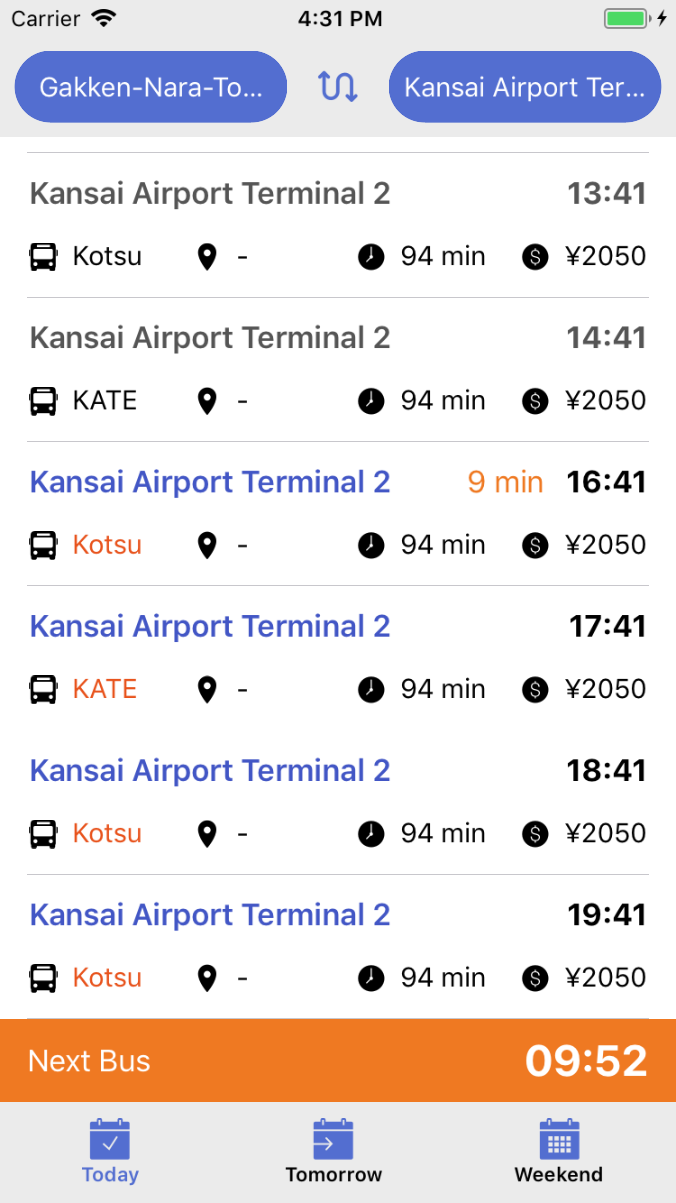 Carrier 4:31 PM
Gakken-Nara-To... Kansai Airport Ter...
Kansai Airport Terminal 2 13:41
Kotsu - 94 min $ ¥2050
Kansai Airport Terminal 2 14:41
KATE - 94 min $ ¥2050
Kansai Airport Terminal 2 9 min 16:41
Kotsu - 94 min $ ¥2050
Kansai Airport Terminal 2 17:41
KATE - 94 min $ ¥2050
Kansai Airport Terminal 2 18:41
Kotsu - 94 min $ ¥2050
Kansai Airport Terminal 2 19:41
Kotsu - 94 min $ ¥2050
Next Bus 09:52
Today Tomorrow Weekend